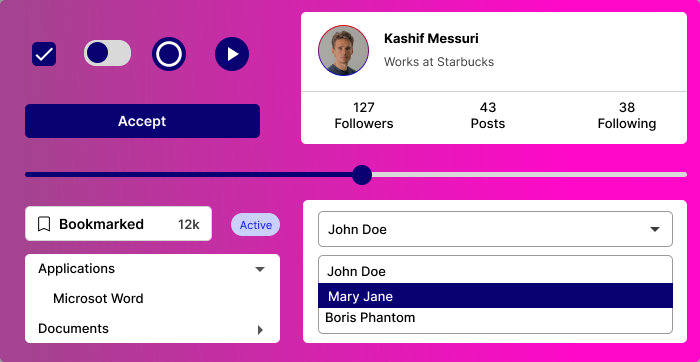 Kashif Messuri
Works at Starbucks
127
Followers
43
Posts
38
Following
Accept
Bookmarked 12k
Active
Applications
Microsot Word
Documents
John Doe
John Doe
Mary Jane
Boris Phantom